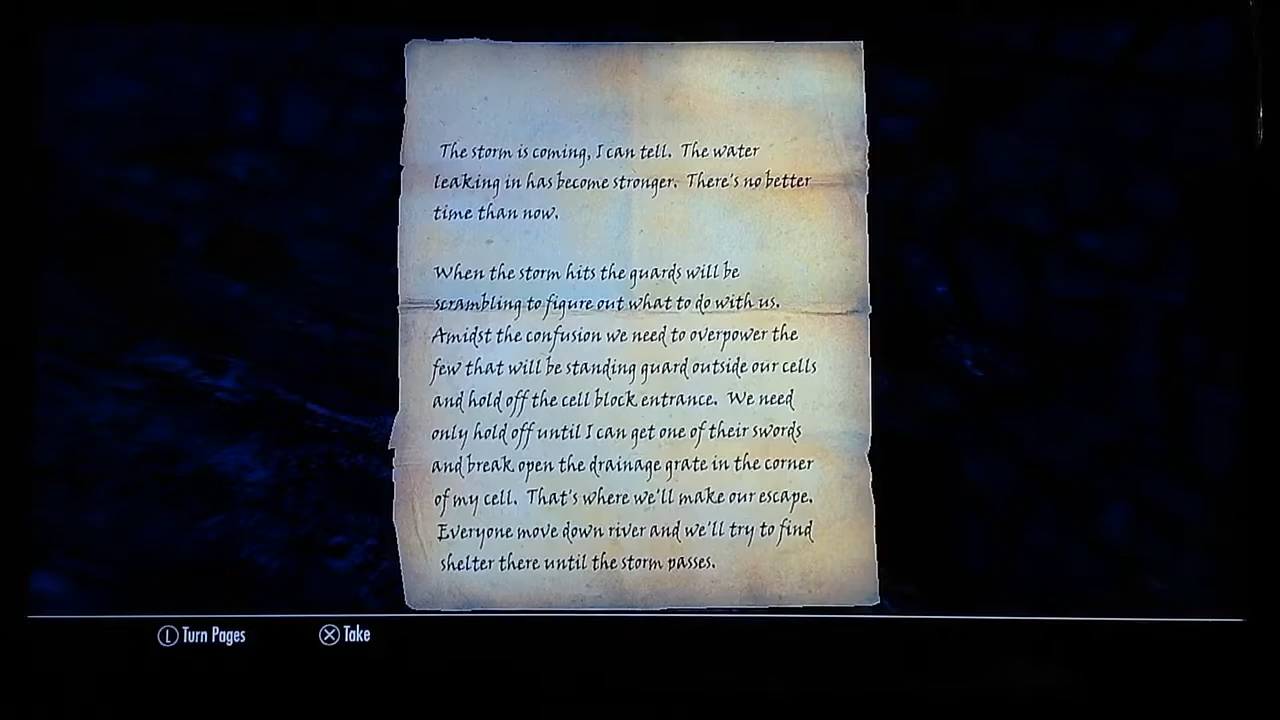 The storm is coming, I can tell. The water
leaking in has become stronger. There's no better
time than now.
When the storm hits the guards will be
scrambling to figure out what to do with us.
Amidst the confusion we need to overpower the
few that will be standing guard outside our cells
and hold off the cell block entrance. We need
only hold off until I can get one of their swords
and break open the drainage grate in the corner
of my cell. That's where we'll make our escape.
Everyone move down river and we'll try to find
shelter there until the storm passes.
L Turn Pages X Take